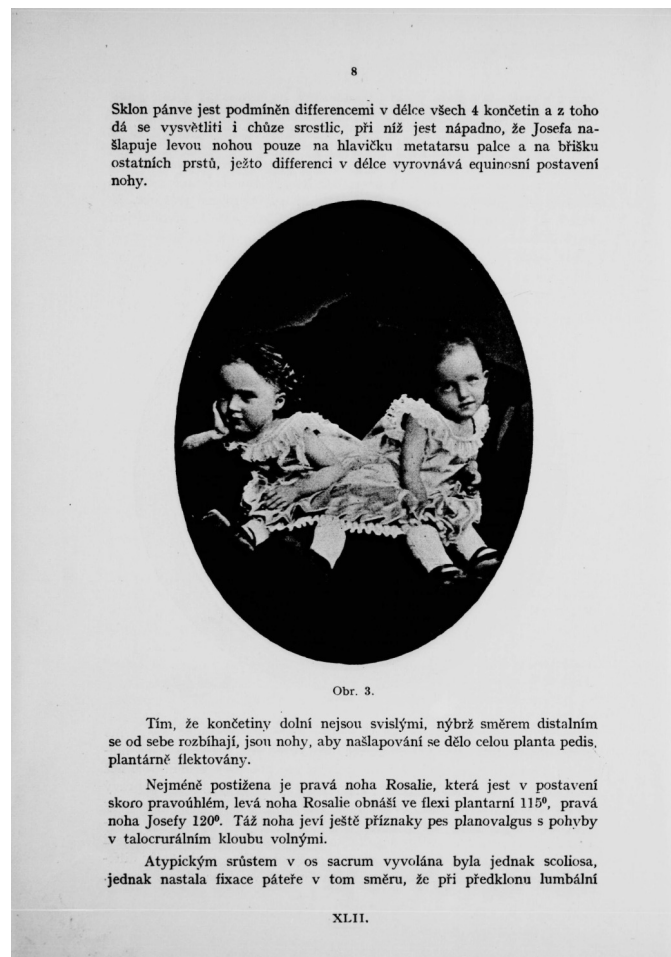 8
Sklon pánve jest podmíněn differencemi v délce všech 4 končetin a z toho
dá se vysvětliti i chůze srostlic, při níž jest nápadno, že Josefa na-
šlapuje levou nohou pouze na hlavičku metatarsu palce a na bříšku
ostatních prstů, ježto differenci v délce vyrovnává equinosní postavení
nohy.
Obr. 3.
Tím, že končetiny dolní nejsou svislými, nýbrž směrem distalním
se od sebe rozbíhají, jsou nohy, aby našlapování se dělo celou planta pedis,
plantárně flektovány.
Nejméně postižena je pravá noha Rosalie, která jest v postavení
skoro pravoúhlém, levá noha Rosalie obnáší ve flexi plantarní 115⁰, pravá
noha Josefy 120⁰. Táž noha jeví ještě příznaky pes planovalgus s pohyby
v talocrurálním kloubu volnými.
Atypickým srůstem v os sacrum vyvolána byla jednak scoliosa,
jednak nastala fixace páteře v tom směru, že při předklonu lumbální
XLII.